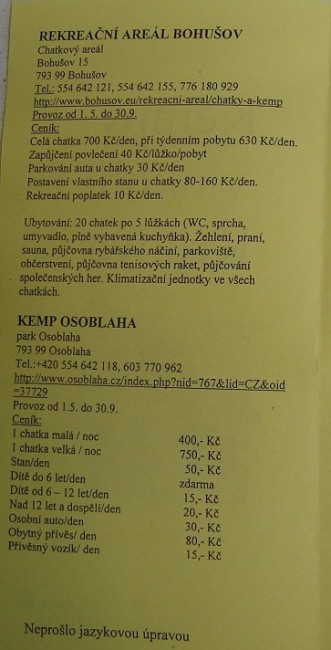 REKREAČNÍ AREÁL BOHUŠOV
Chatkový areál
Bohušov 15
793 99 Bohušov
Tel.: 554 642 121, 554 642 155, 776 180 929
http://www.bohusov.eu/rekreacni-areal/chatky-a-kemp
Provoz od 1. 5. do 30.9.
Ceník:
Celá chatka 700 Kč/den, při týdenním pobytu 630 Kč/den.
Zapůjčení povlečení 40 Kč/lůžko/pobyt
Parkování auta u chatky 30 Kč/den
Postavení vlastního stanu u chatky 80-160 Kč/den.
Rekreační poplatek 10 Kč/den.
Ubytování: 20 chatek po 5 lůžkách (WC, sprcha,
umyvadlo, plně vybavená kuchyňka). Žehlení, praní,
sauna, půjčovna rybářského náčiní, parkoviště,
občerstvení, půjčovna tenisových raket, půjčování
společenských her. Klimatizační jednotky ve všech
chatkách.
KEMP OSOBLAHA
park Osoblaha
793 99 Osoblaha
Tel.:+420 554 642 118, 603 770 962
http://www.osoblaha.cz/index.php?nid=767&lid=CZ&oid
=37729
Provoz od 1.5. do 30.9.
Ceník:
1 chatka malá / noc 400,- Kč
1 chatka velká / noc 750,- Kč
Stan/den 50,- Kč
Dítě do 6 let/den zdarma
Dítě od 6 – 12 let/den 15,- Kč
Nad 12 let a dospělí/den 20,- Kč
Osobní auto/den 30,- Kč
Obytný přívěs/ den 80,- Kč
Přívěsný vozík/ den 15,- Kč
Neprošlo jazykovou úpravou